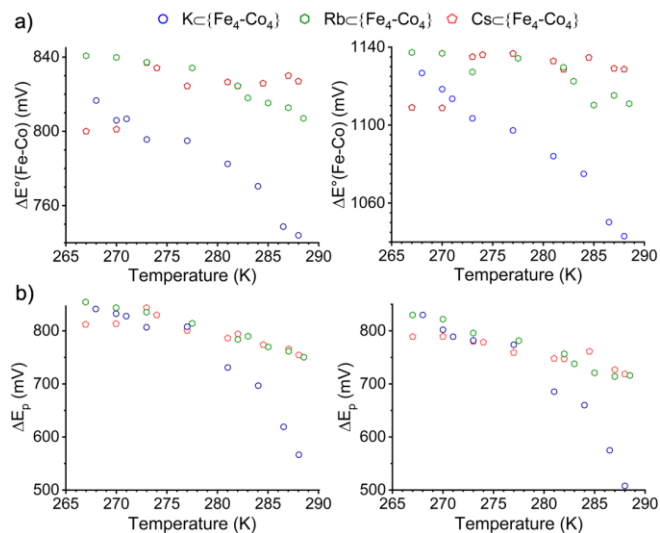 a)
K⊂{Fe₄-Co₄} Rb⊂{Fe₄-Co₄} Cs⊂{Fe₄-Co₄}
ΔE°(Fe-Co) (mV)
840
800
760
265 270 275 280 285 290
Temperature (K)
ΔE°(Fe-Co) (mV)
1140
1100
1060
265 270 275 280 285 290
Temperature (K)
b)
ΔEₚ (mV)
800
700
600
500
265 270 275 280 285 290
Temperature (K)
ΔEₚ (mV)
800
700
600
500
265 270 275 280 285 290
Temperature (K)